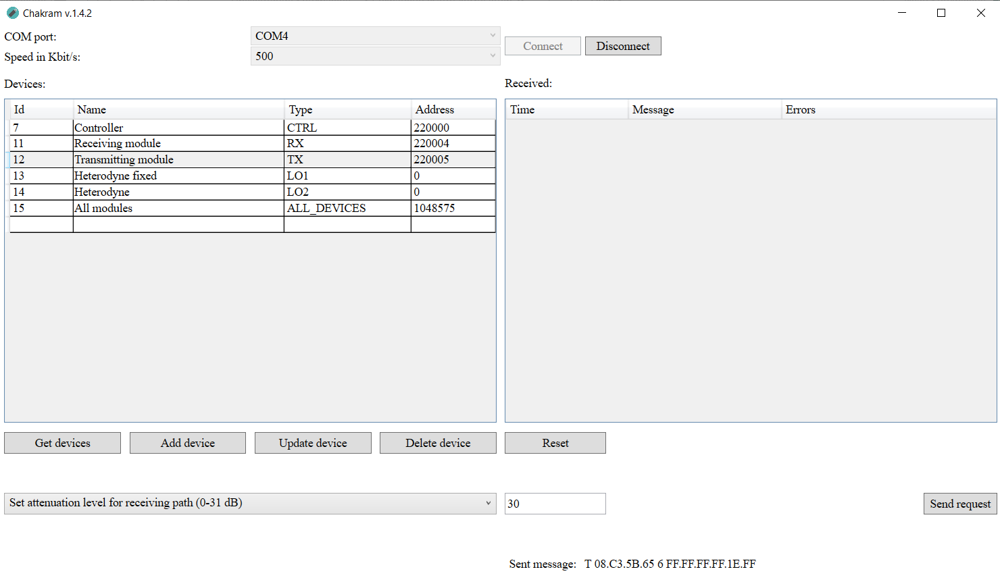 Chakram v.1.4.2
COM port: COM4
Speed in Kbit/s: 500
Connect Disconnect
Devices:
Id Name Type Address
7 Controller CTRL 220000
11 Receiving module RX 220004
12 Transmitting module TX 220005
13 Heterodyne fixed LO1 0
14 Heterodyne LO2 0
15 All modules ALL_DEVICES 1048575
Received:
Time Message Errors
Get devices Add device Update device Delete device Reset
Set attenuation level for receiving path (0-31 dB) 30 Send request
Sent message: T 08.C3.5B.65 6 FF.FF.FF.FF.1E.FF